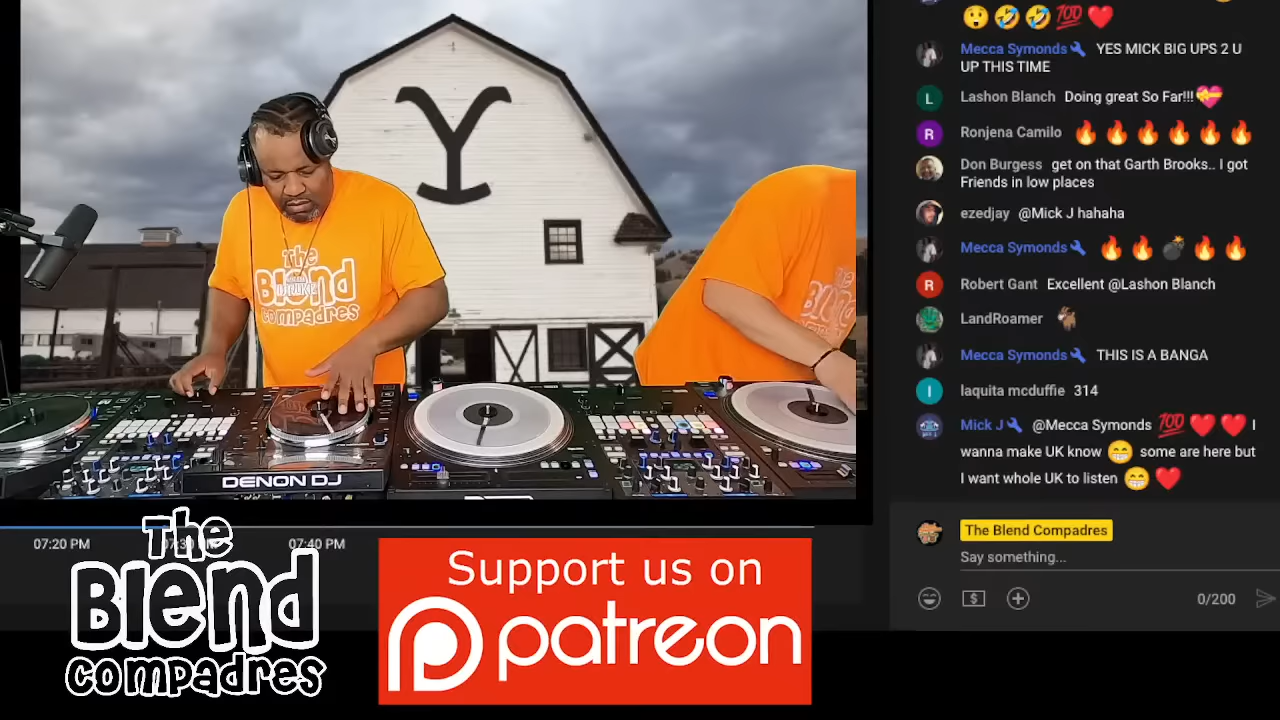 Y
The
Blend
compadres
DENON DJ
Mecca Symonds YES MICK BIG UPS 2 U
UP THIS TIME
Lashon Blanch Doing great So Far!!! 💝
L
Ronjena Camilo 🔥🔥🔥🔥🔥🔥
R
Don Burgess get on that Garth Brooks.. I got
Friends in low places
ezedjay @Mick J hahaha
Mecca Symonds 🔥🔥💣🔥🔥
R
Robert Gant Excellent @Lashon Blanch
LandRoamer
Mecca Symonds THIS IS A BANGA
l
laquita mcduffie 314
Mick J @Mecca Symonds 💯❤️❤️ I
wanna make UK know 😁 some are here but
I want whole UK to listen 😁❤️
The Blend Compadres
Say something...
0/200
07:20 PM
07:40 PM
The
Blend
compadres
Support us on
patreon